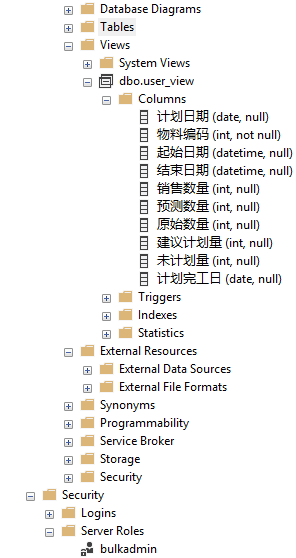 Database Diagrams
Tables
Views
System Views
dbo.user_view
Columns
计划日期 (date, null)
物料编码 (int, not null)
起始日期 (datetime, null)
结束日期 (datetime, null)
销售数量 (int, null)
预测数量 (int, null)
原始数量 (int, null)
建议计划量 (int, null)
未计划量 (int, null)
计划完工日 (date, null)
Triggers
Indexes
Statistics
External Resources
External Data Sources
External File Formats
Synonyms
Programmability
Service Broker
Storage
Security
Security
Logins
Server Roles
bulkadmin